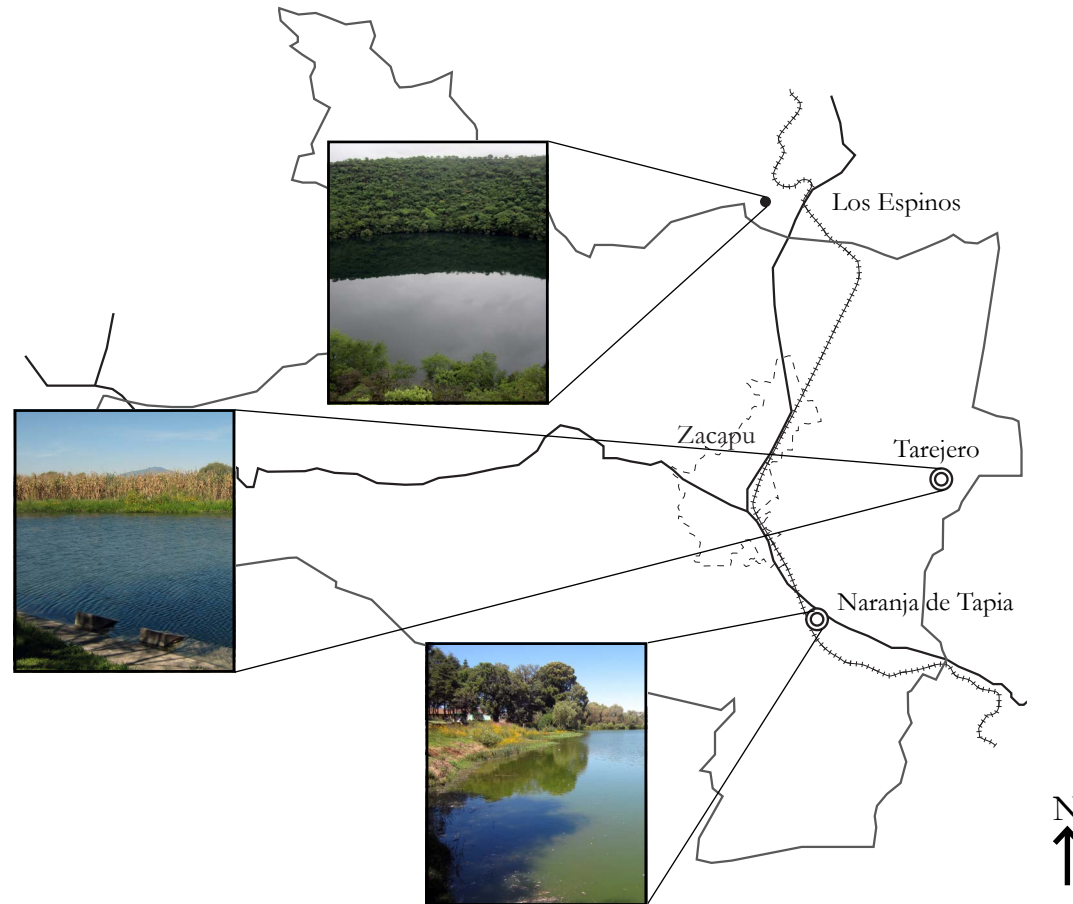 Los Espinos
Zacapu
Tarejero
Naranja de Tapia
N